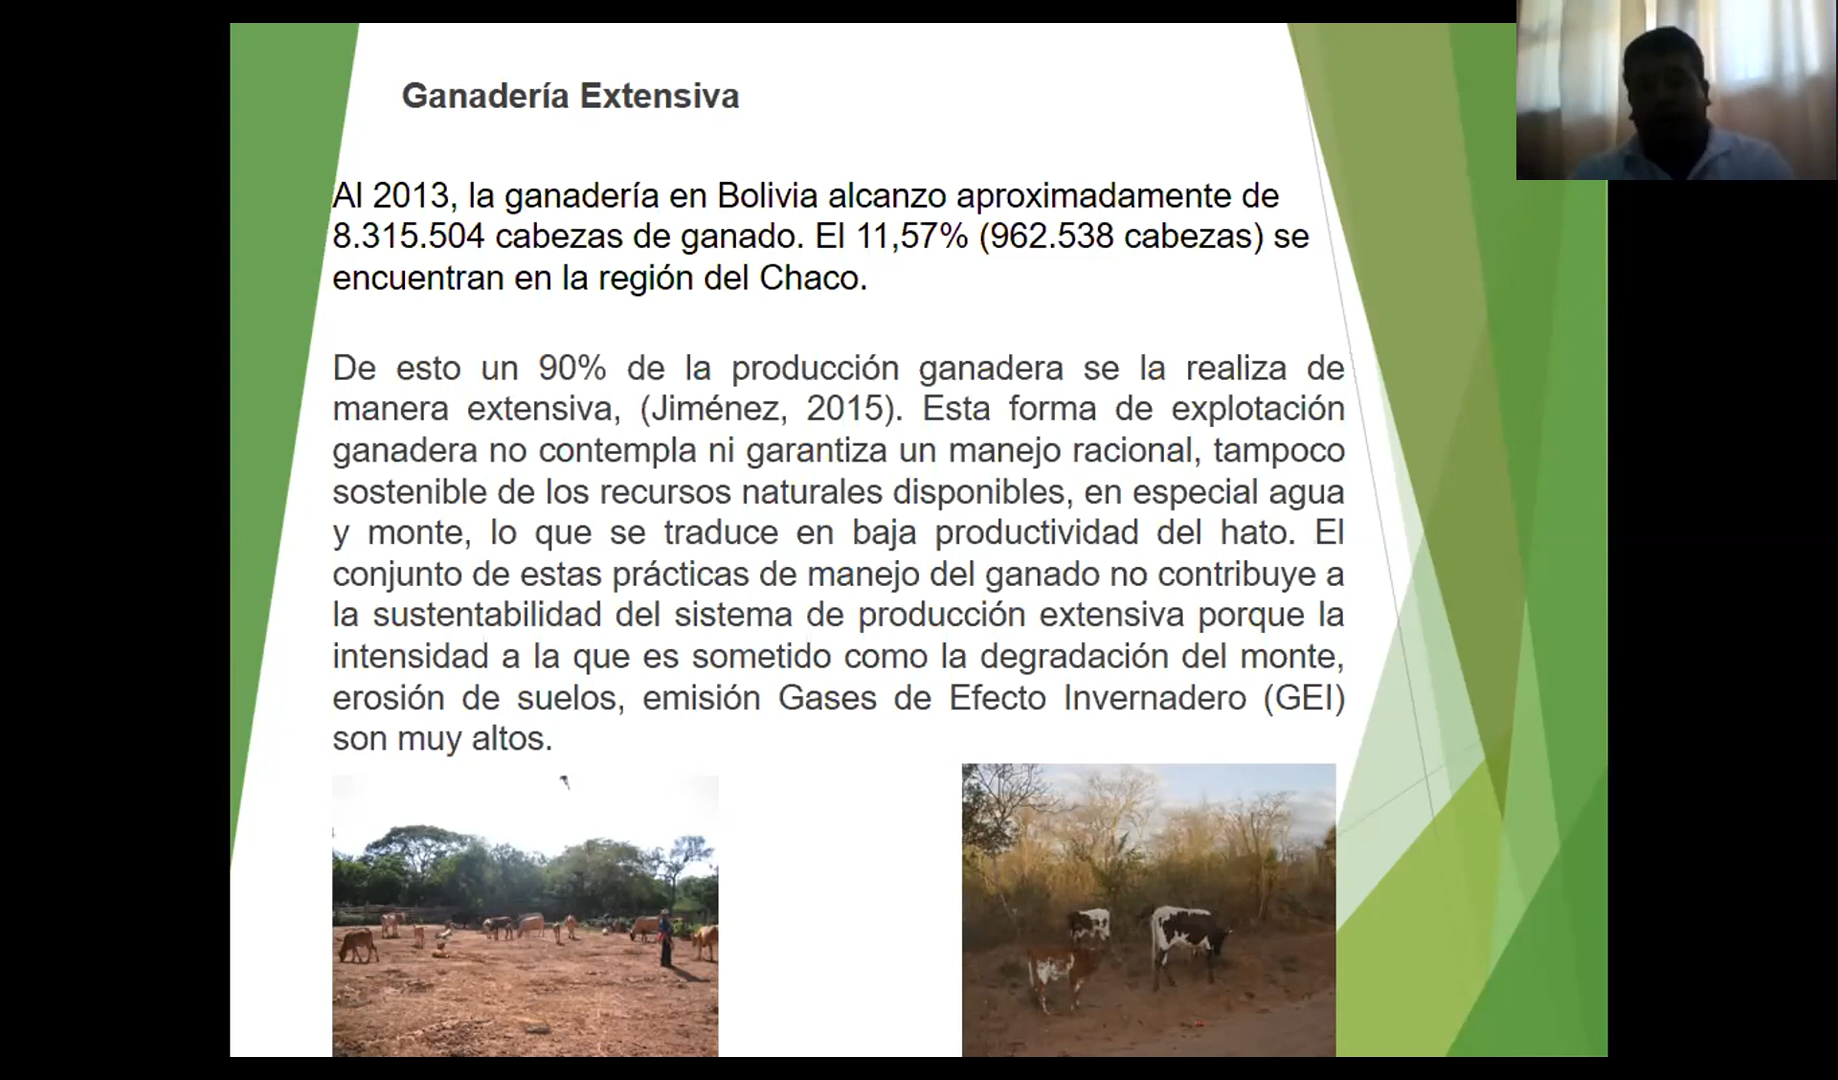 Ganadería Extensiva
Al 2013, la ganadería en Bolivia alcanzo aproximadamente de
8.315.504 cabezas de ganado. El 11,57% (962.538 cabezas) se
encuentran en la región del Chaco.
De esto un 90% de la producción ganadera se la realiza de
manera extensiva, (Jiménez, 2015). Esta forma de explotación
ganadera no contempla ni garantiza un manejo racional, tampoco
sostenible de los recursos naturales disponibles, en especial agua
y monte, lo que se traduce en baja productividad del hato. El
conjunto de estas prácticas de manejo del ganado no contribuye a
la sustentabilidad del sistema de producción extensiva porque la
intensidad a la que es sometido como la degradación del monte,
erosión de suelos, emisión Gases de Efecto Invernadero (GEI)
son muy altos.